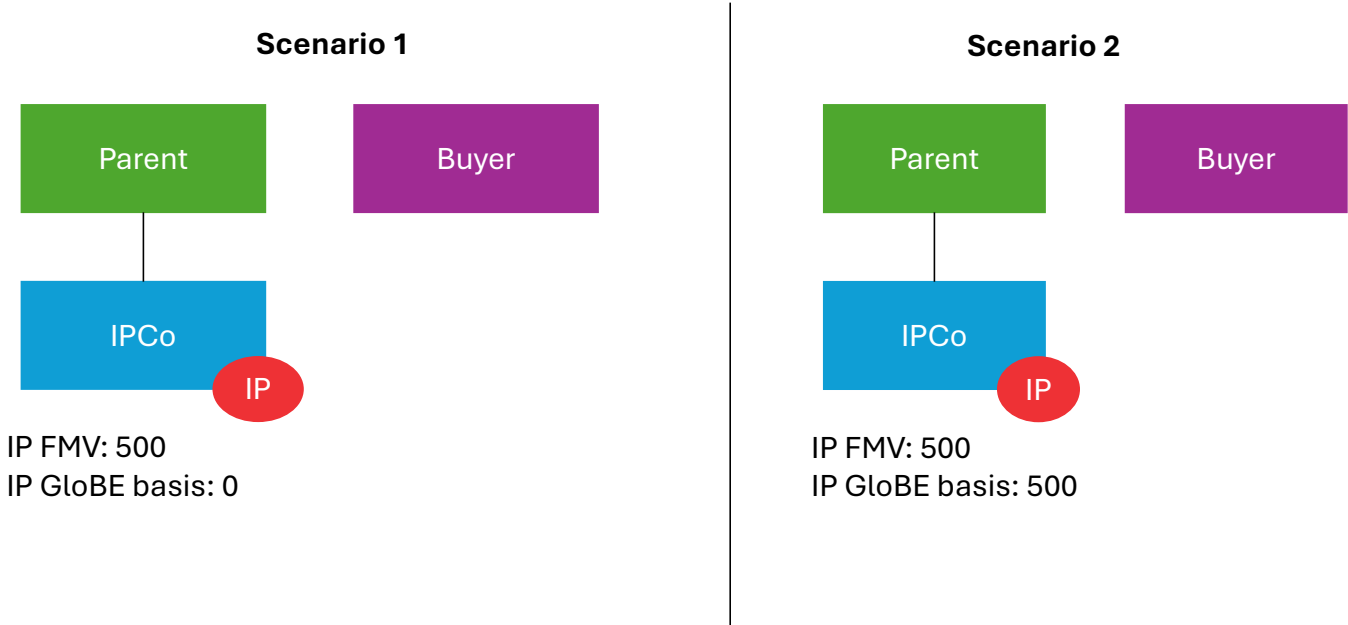 Scenario 1
Parent
Buyer
IPCo
IP
IP FMV: 500
IP GloBE basis: 0
Scenario 2
Parent
Buyer
IPCo
IP
IP FMV: 500
IP GloBE basis: 500